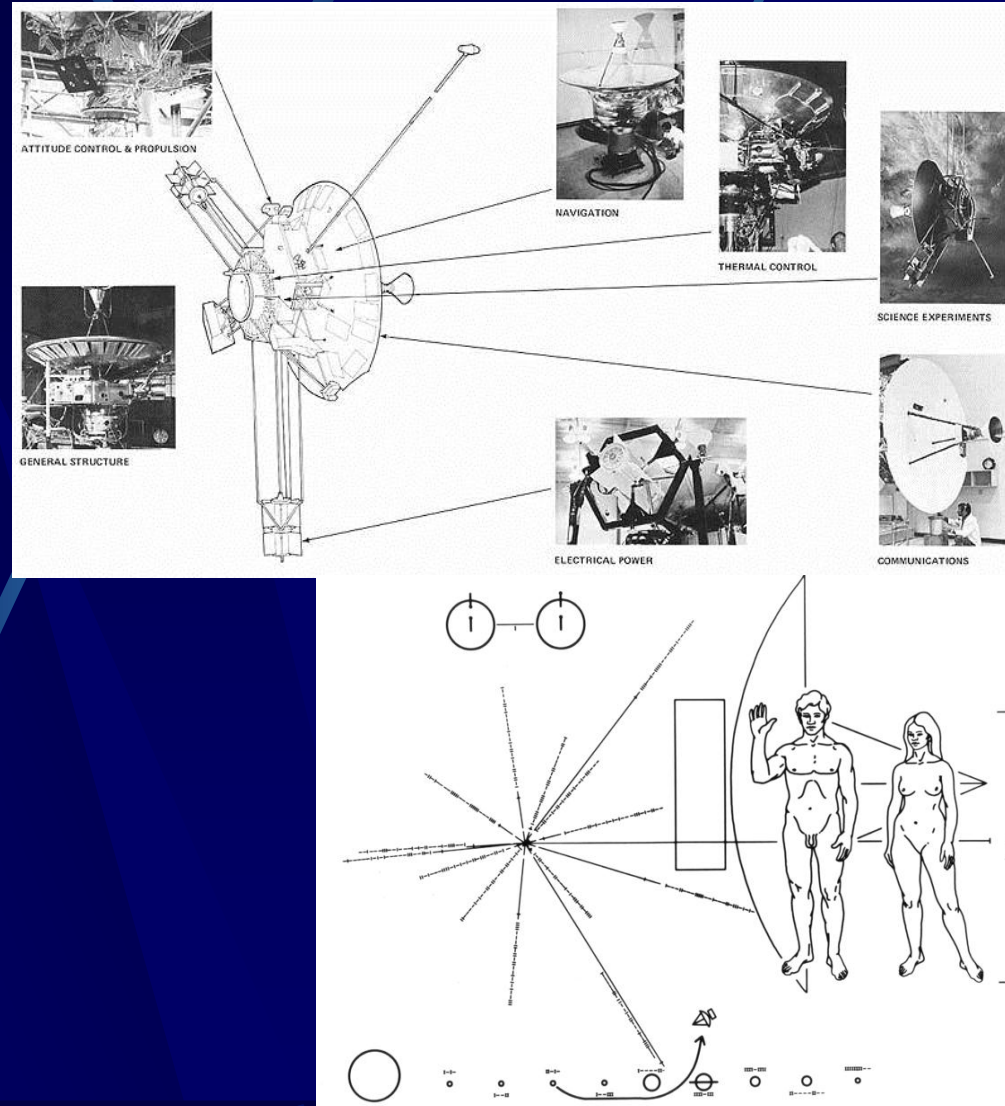 ATTITUDE CONTROL & PROPULSION
NAVIGATION
THERMAL CONTROL
SCIENCE EXPERIMENTS
GENERAL STRUCTURE
ELECTRICAL POWER
COMMUNICATIONS